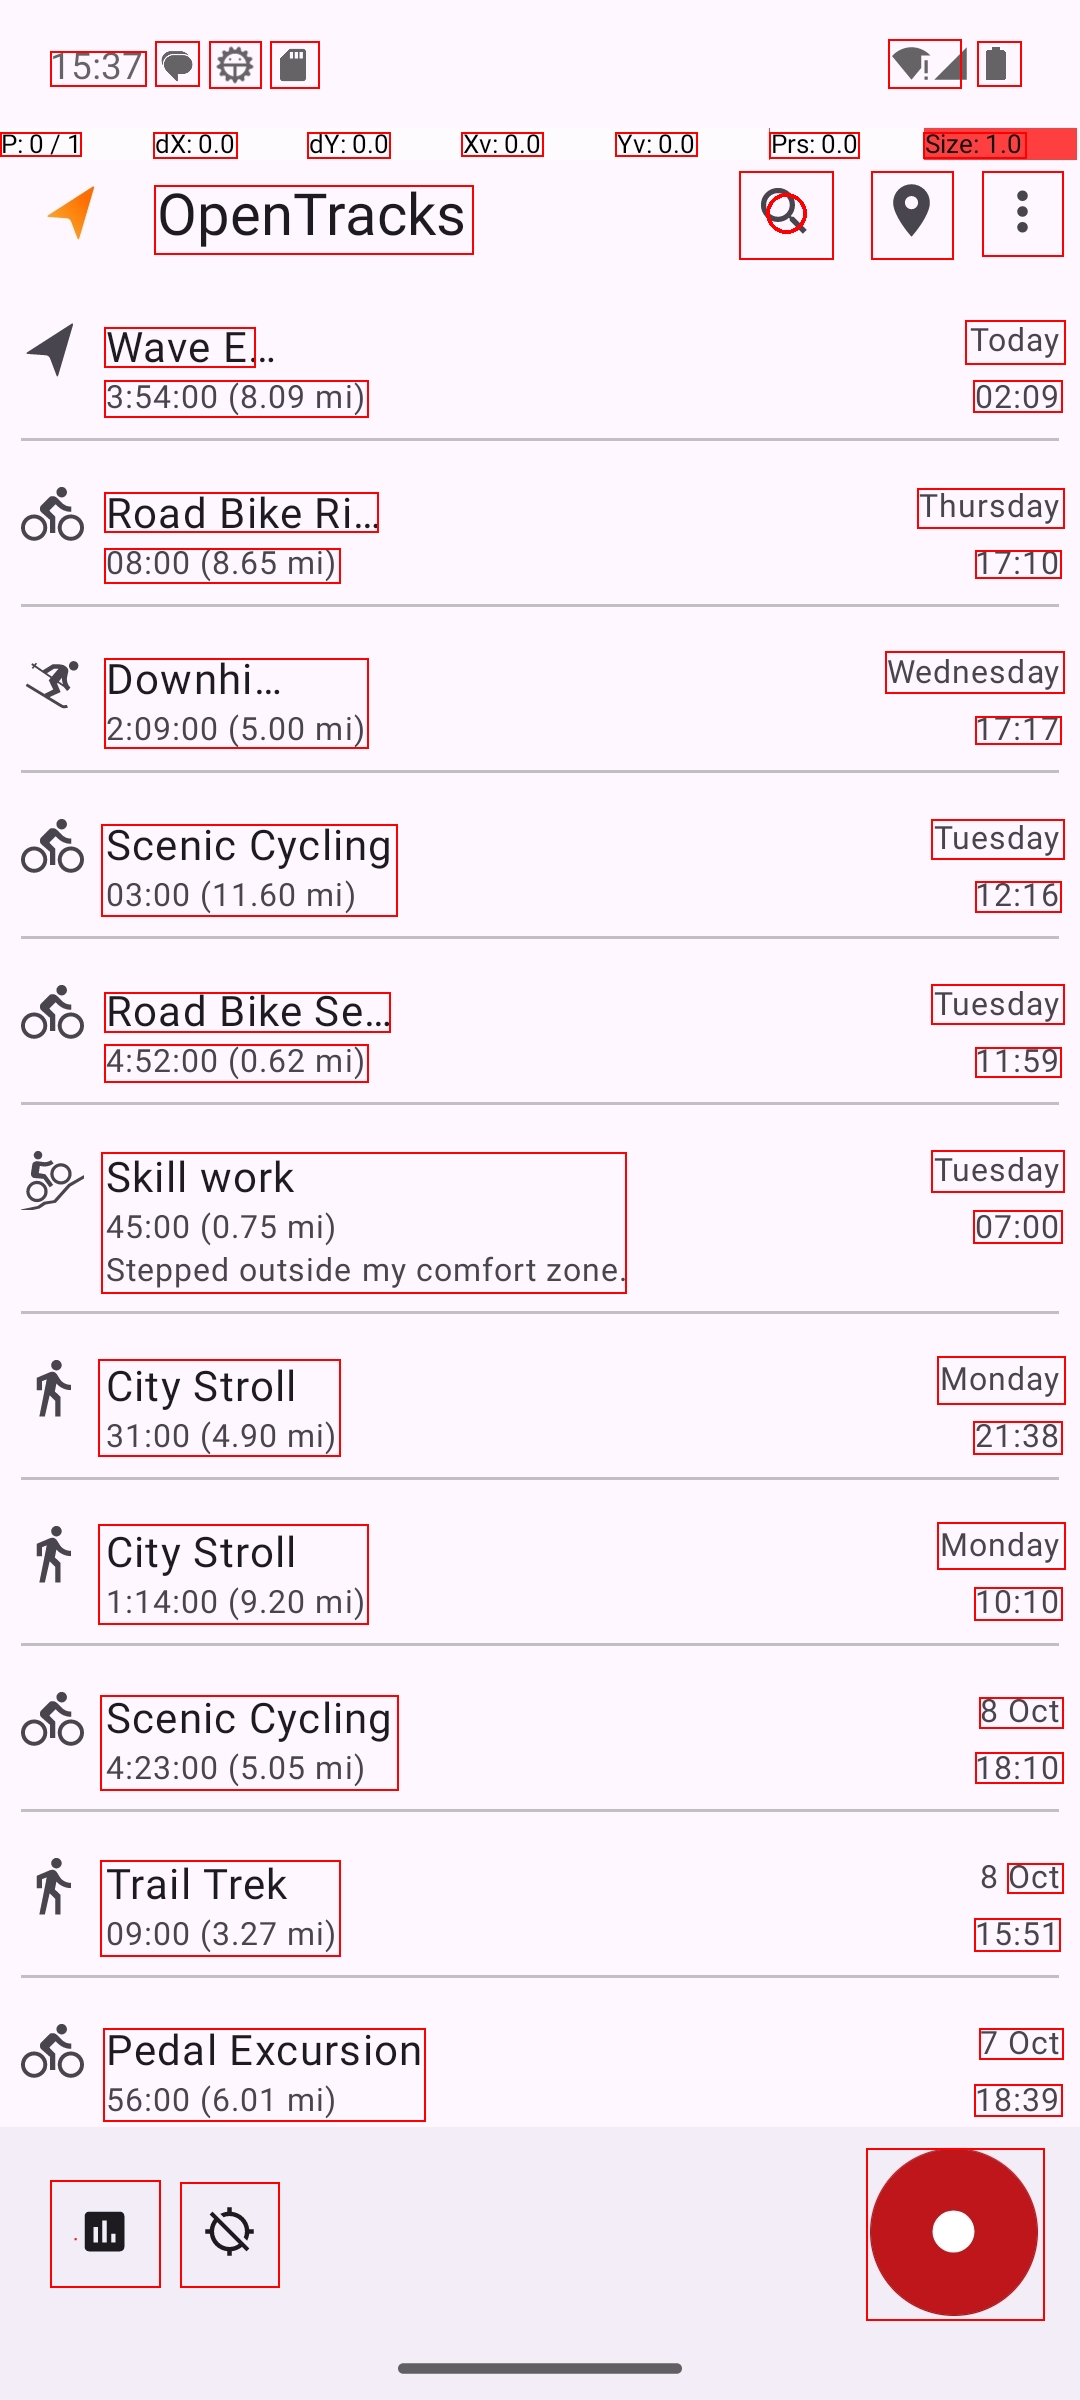 15:37
P: 0 / 1 dX: 0.0 dY: 0.0 Xv: 0.0 Yv: 0.0 Prs: 0.0 Size: 1.0
OpenTracks
Wave E… Today
3:54:00 (8.09 mi) 02:09
Road Bike Ri… Thursday
08:00 (8.65 mi) 17:10
Downhi… Wednesday
2:09:00 (5.00 mi) 17:17
Scenic Cycling Tuesday
03:00 (11.60 mi) 12:16
Road Bike Se… Tuesday
4:52:00 (0.62 mi) 11:59
Skill work Tuesday
45:00 (0.75 mi) 07:00
Stepped outside my comfort zone.
City Stroll Monday
31:00 (4.90 mi) 21:38
City Stroll Monday
1:14:00 (9.20 mi) 10:10
Scenic Cycling 8 Oct
4:23:00 (5.05 mi) 18:10
Trail Trek 8 Oct
09:00 (3.27 mi) 15:51
Pedal Excursion 7 Oct
56:00 (6.01 mi) 18:39